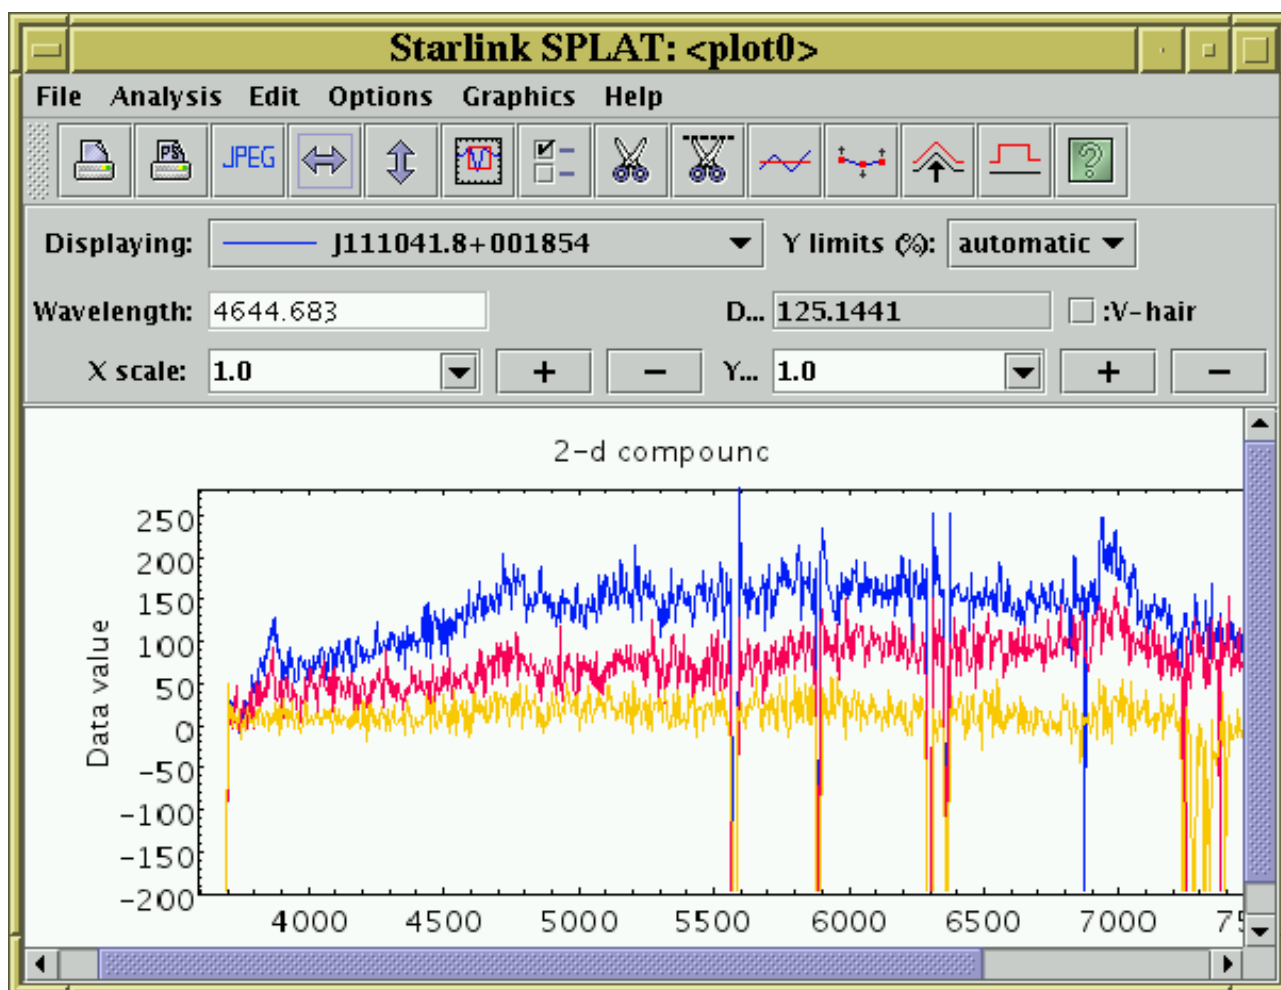 Starlink SPLAT: <plot0>
File Analysis Edit Options Graphics Help
PS JPEG
Displaying: J111041.8+001854 Y limits (%): automatic
Wavelength: 4644.683 D... 125.1441 :V-hair
X scale: 1.0 + − Y... 1.0 + −
2-d compounc
Data value
250
200
150
100
50
0
−50
−100
−150
−200
4000 4500 5000 5500 6000 6500 7000 75